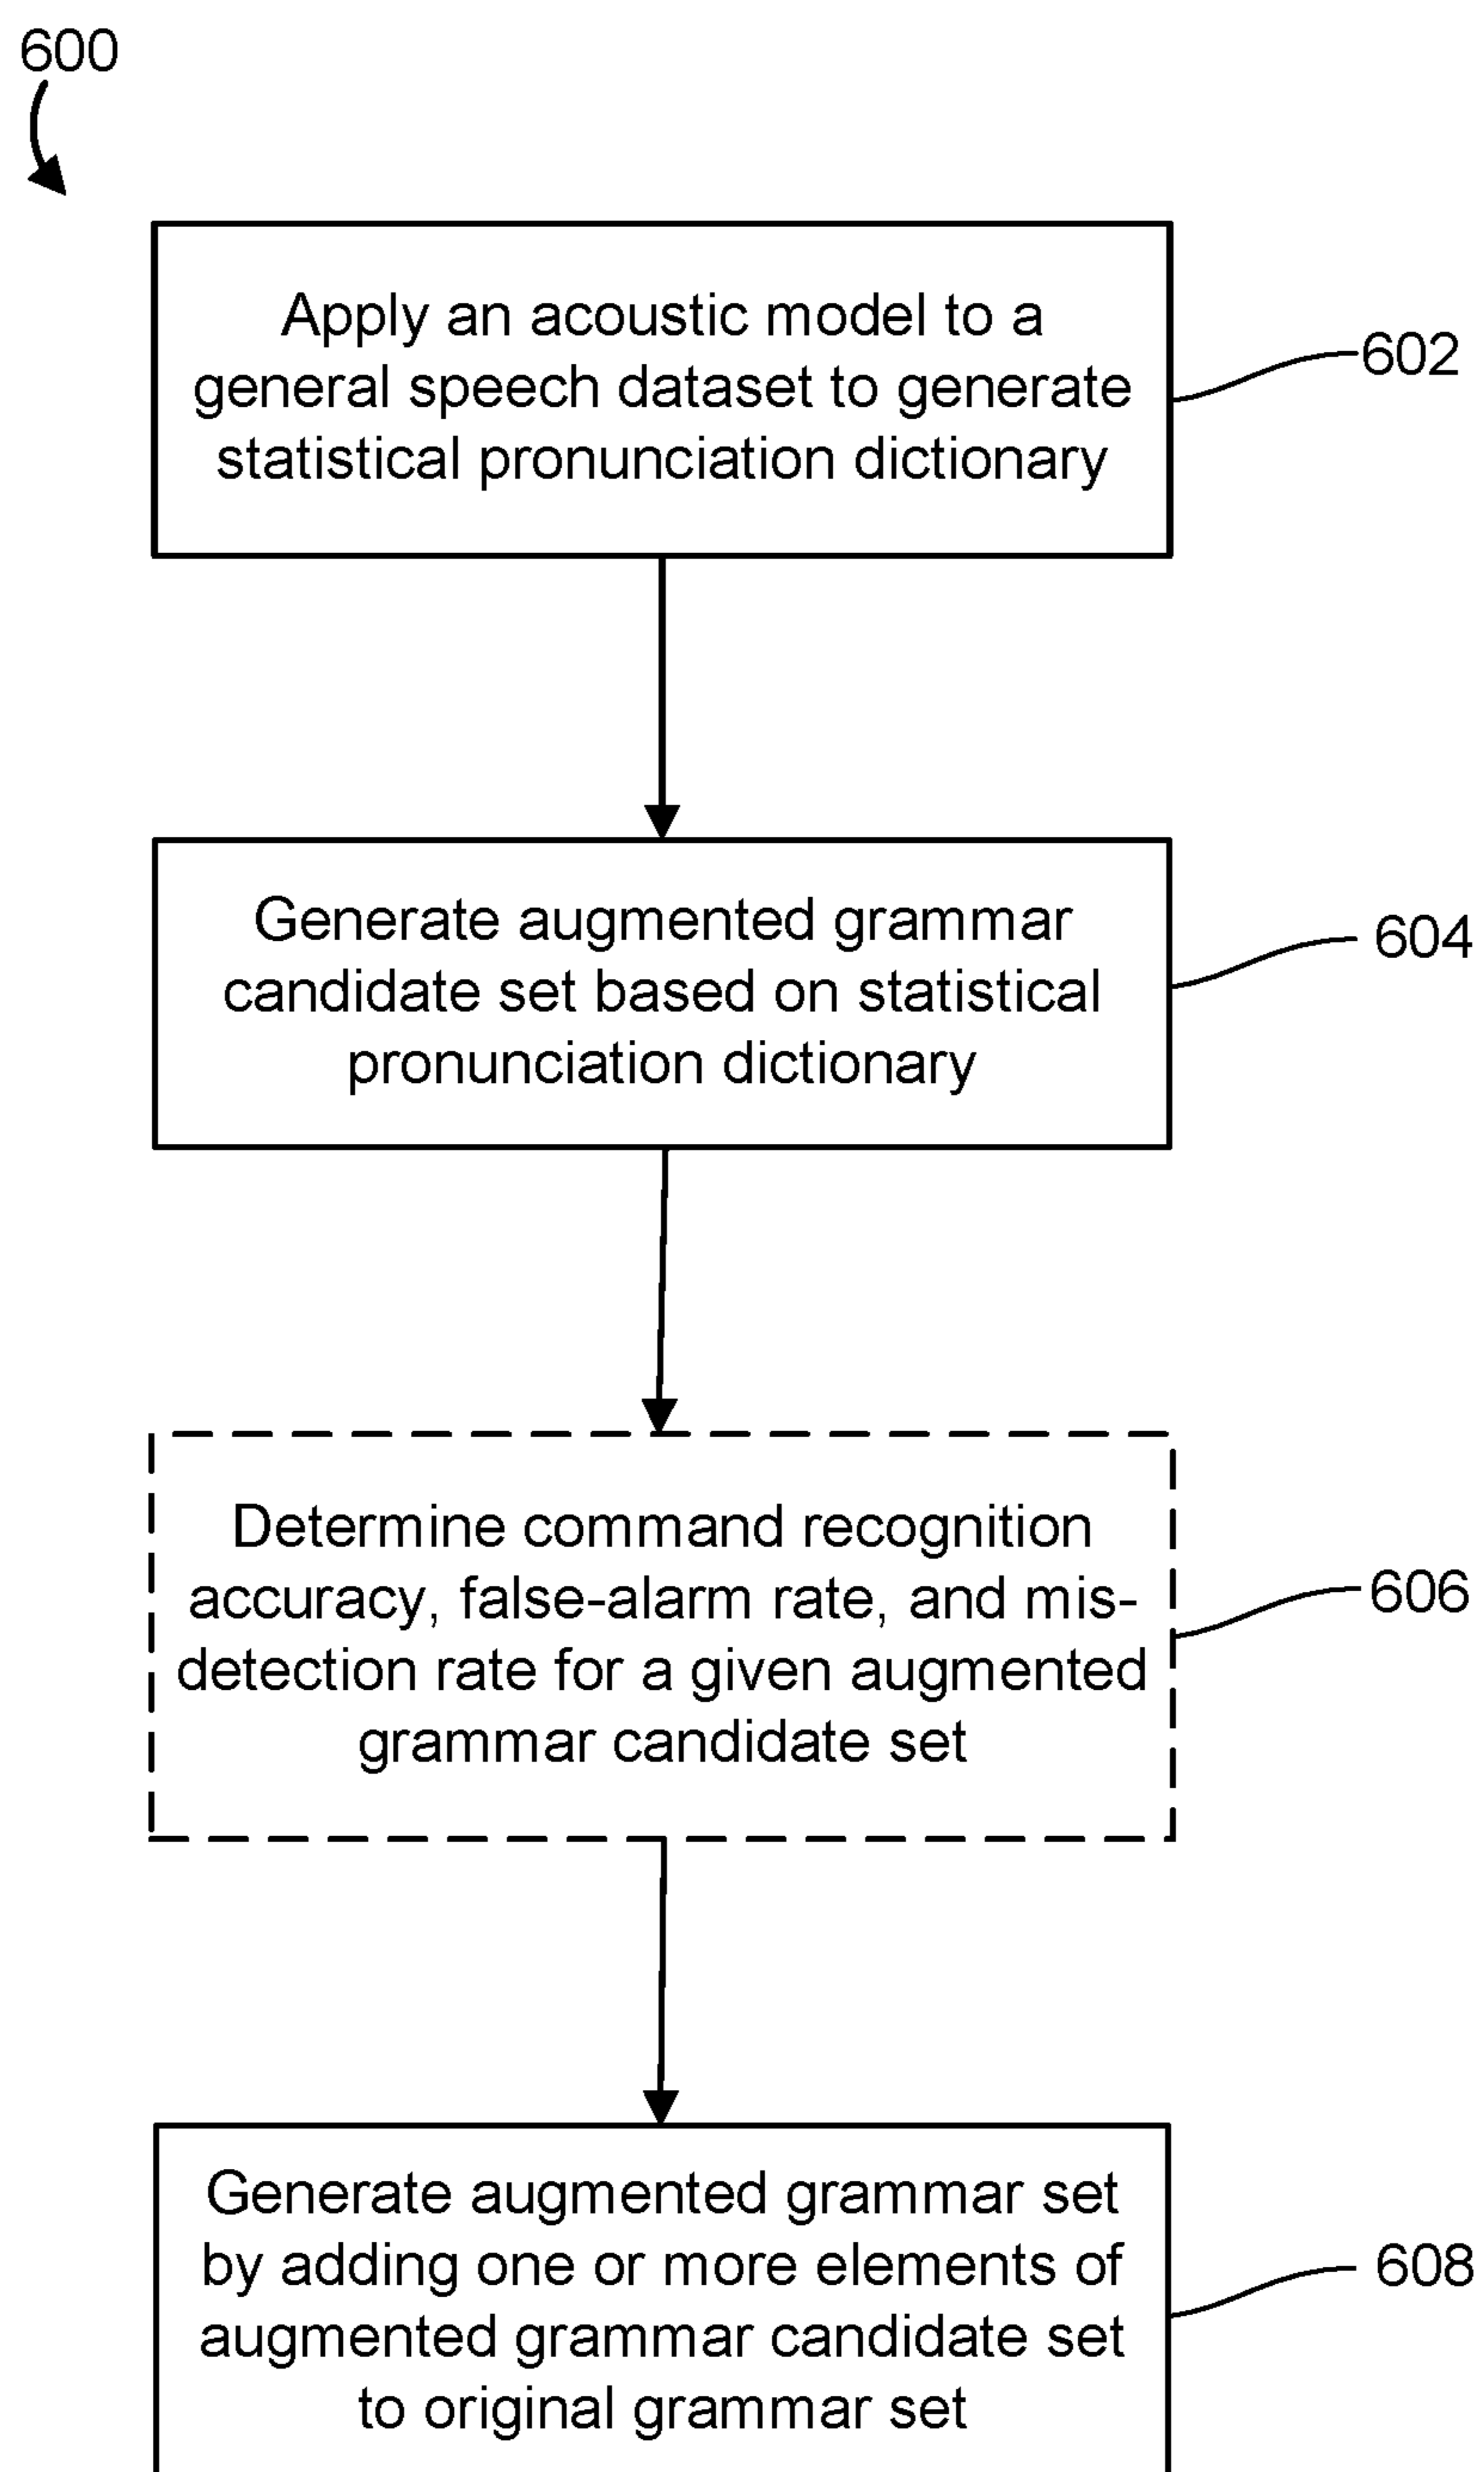 600
Apply an acoustic model to a
general speech dataset to generate
statistical pronunciation dictionary
602
Generate augmented grammar
candidate set based on statistical
pronunciation dictionary
604
Determine command recognition
accuracy, false-alarm rate, and mis-
detection rate for a given augmented
grammar candidate set
606
Generate augmented grammar set
by adding one or more elements of
augmented grammar candidate set
to original grammar set
608